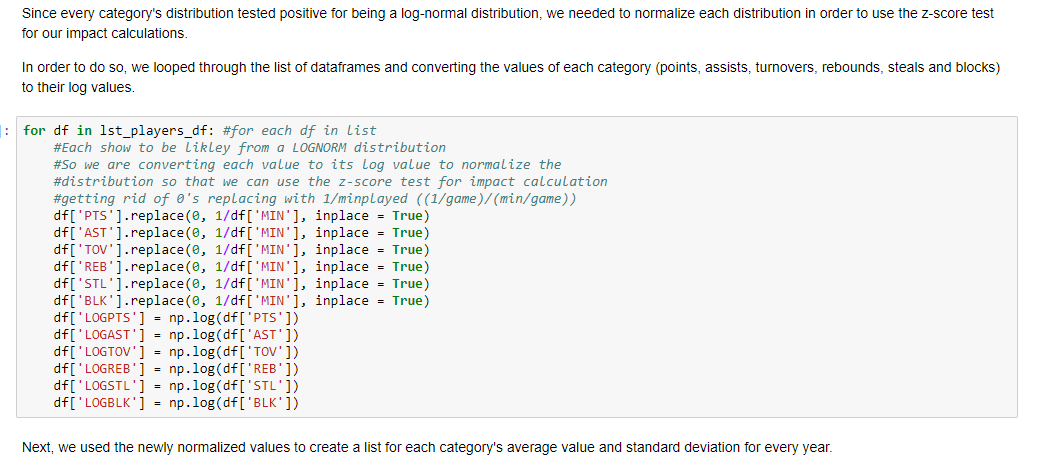 Since every category's distribution tested positive for being a log-normal distribution, we needed to normalize each distribution in order to use the z-score test
for our impact calculations.
In order to do so, we looped through the list of dataframes and converting the values of each category (points, assists, turnovers, rebounds, steals and blocks)
to their log values.
]: for df in lst_players_df: #for each df in list
#Each show to be likley from a LOGNORM distribution
#So we are converting each value to its log value to normalize the
#distribution so that we can use the z-score test for impact calculation
#getting rid of 0's replacing with 1/minplayed ((1/game)/(min/game))
df['PTS'].replace(0, 1/df['MIN'], inplace = True)
df['AST'].replace(0, 1/df['MIN'], inplace = True)
df['TOV'].replace(0, 1/df['MIN'], inplace = True)
df['REB'].replace(0, 1/df['MIN'], inplace = True)
df['STL'].replace(0, 1/df['MIN'], inplace = True)
df['BLK'].replace(0, 1/df['MIN'], inplace = True)
df['LOGPTS'] = np.log(df['PTS'])
df['LOGAST'] = np.log(df['AST'])
df['LOGTOV'] = np.log(df['TOV'])
df['LOGREB'] = np.log(df['REB'])
df['LOGSTL'] = np.log(df['STL'])
df['LOGBLK'] = np.log(df['BLK'])
Next, we used the newly normalized values to create a list for each category's average value and standard deviation for every year.